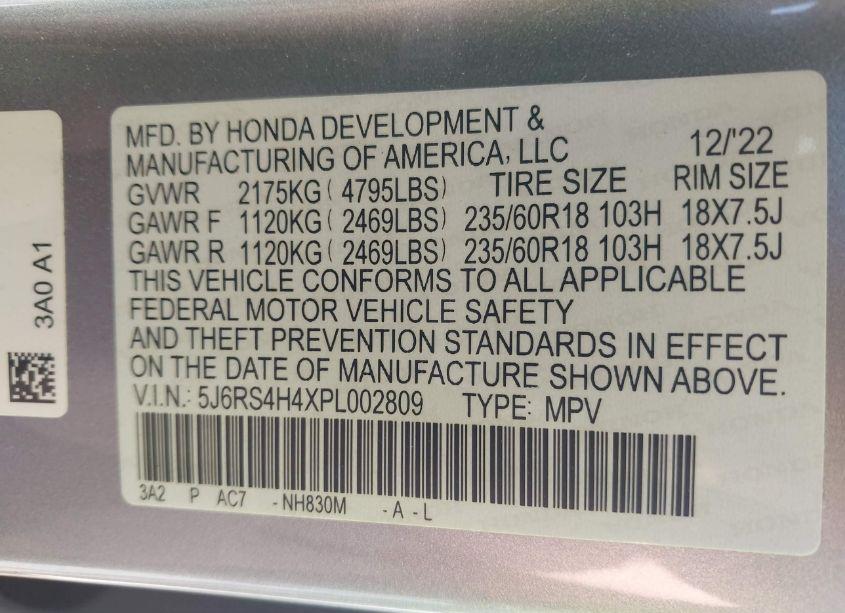 MFD. BY HONDA DEVELOPMENT &
MANUFACTURING OF AMERICA, LLC 12/'22
GVWR 2175KG ( 4795LBS) TIRE SIZE RIM SIZE
GAWR F 1120KG ( 2469LBS) 235/60R18 103H 18X7.5J
GAWR R 1120KG ( 2469LBS) 235/60R18 103H 18X7.5J
THIS VEHICLE CONFORMS TO ALL APPLICABLE
FEDERAL MOTOR VEHICLE SAFETY
AND THEFT PREVENTION STANDARDS IN EFFECT
ON THE DATE OF MANUFACTURE SHOWN ABOVE.
V.I.N.: 5J6RS4H4XPL002809 TYPE: MPV
3A2 P AC7 -NH830M -A -L
3A0 A1